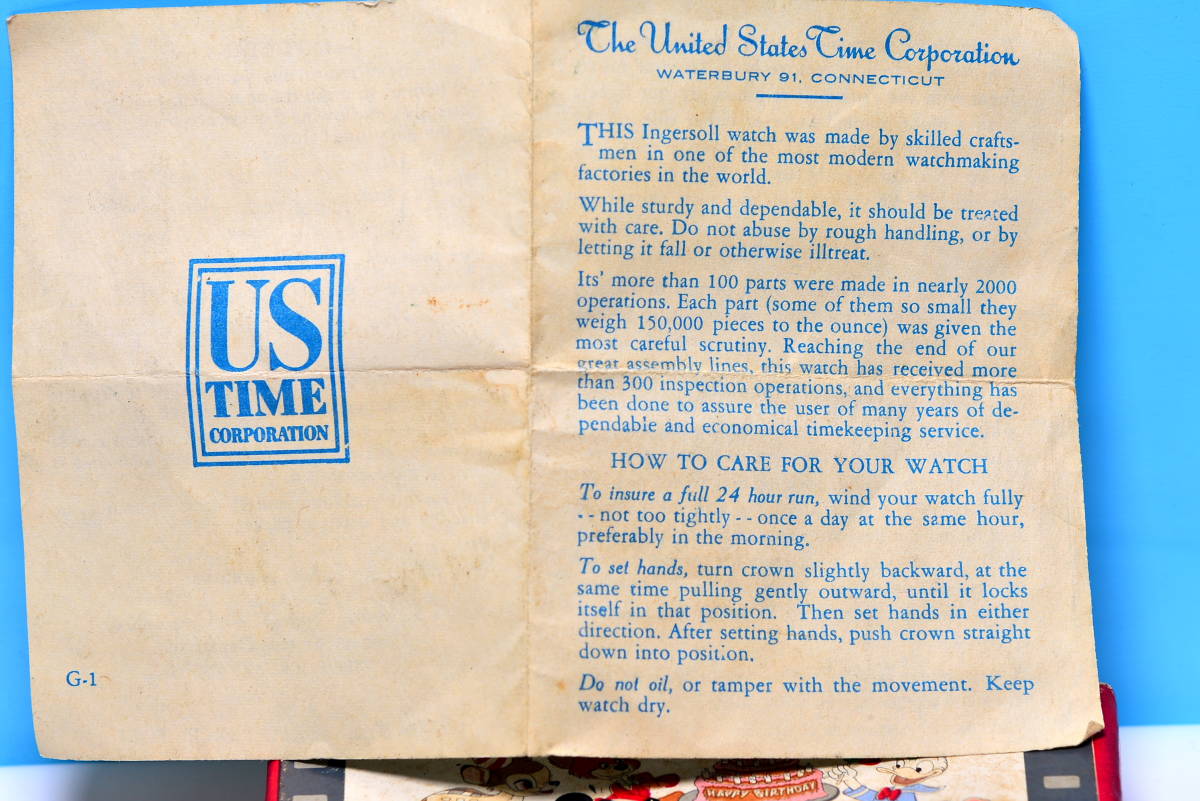 US
TIME
CORPORATION
G-1
The United States Time Corporation
WATERBURY 91, CONNECTICUT
THIS Ingersoll watch was made by skilled crafts-
men in one of the most modern watchmaking
factories in the world.
While sturdy and dependable, it should be treated
with care. Do not abuse by rough handling, or by
letting it fall or otherwise illtreat.
Its' more than 100 parts were made in nearly 2000
operations. Each part (some of them so small they
weigh 150,000 pieces to the ounce) was given the
most careful scrutiny. Reaching the end of our
great assembly lines, this watch has received more
than 300 inspection operations, and everything has
been done to assure the user of many years of de-
pendable and economical timekeeping service.
HOW TO CARE FOR YOUR WATCH
To insure a full 24 hour run, wind your watch fully
-- not too tightly -- once a day at the same hour,
preferably in the morning.
To set hands, turn crown slightly backward, at the
same time pulling gently outward, until it locks
itself in that position. Then set hands in either
direction. After setting hands, push crown straight
down into position.
Do not oil, or tamper with the movement. Keep
watch dry.
HAPPY BIRTHDAY